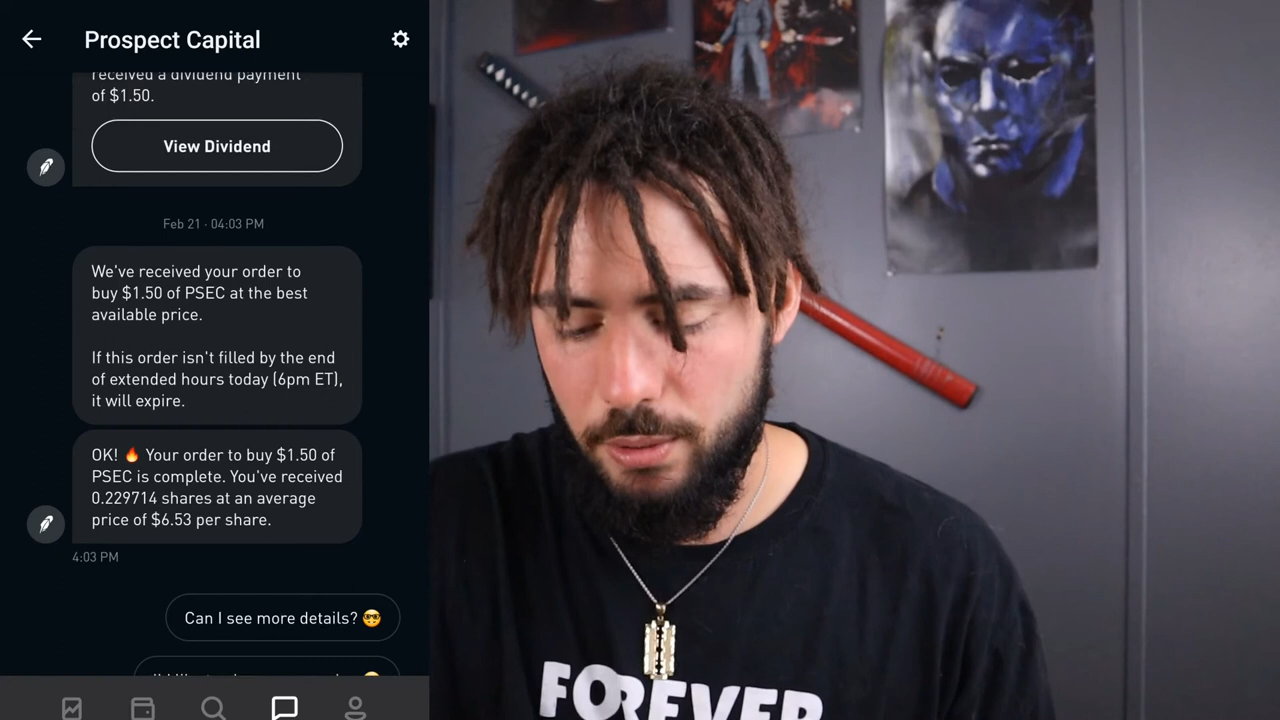 Prospect Capital
received a dividend payment
of $1.50.
View Dividend
Feb 21 · 04:03 PM
We've received your order to
buy $1.50 of PSEC at the best
available price.
If this order isn't filled by the end
of extended hours today (6pm ET),
it will expire.
OK! 🔥 Your order to buy $1.50 of
PSEC is complete. You've received
0.229714 shares at an average
price of $6.53 per share.
4:03 PM
Can I see more details? 🤓
FOREVER